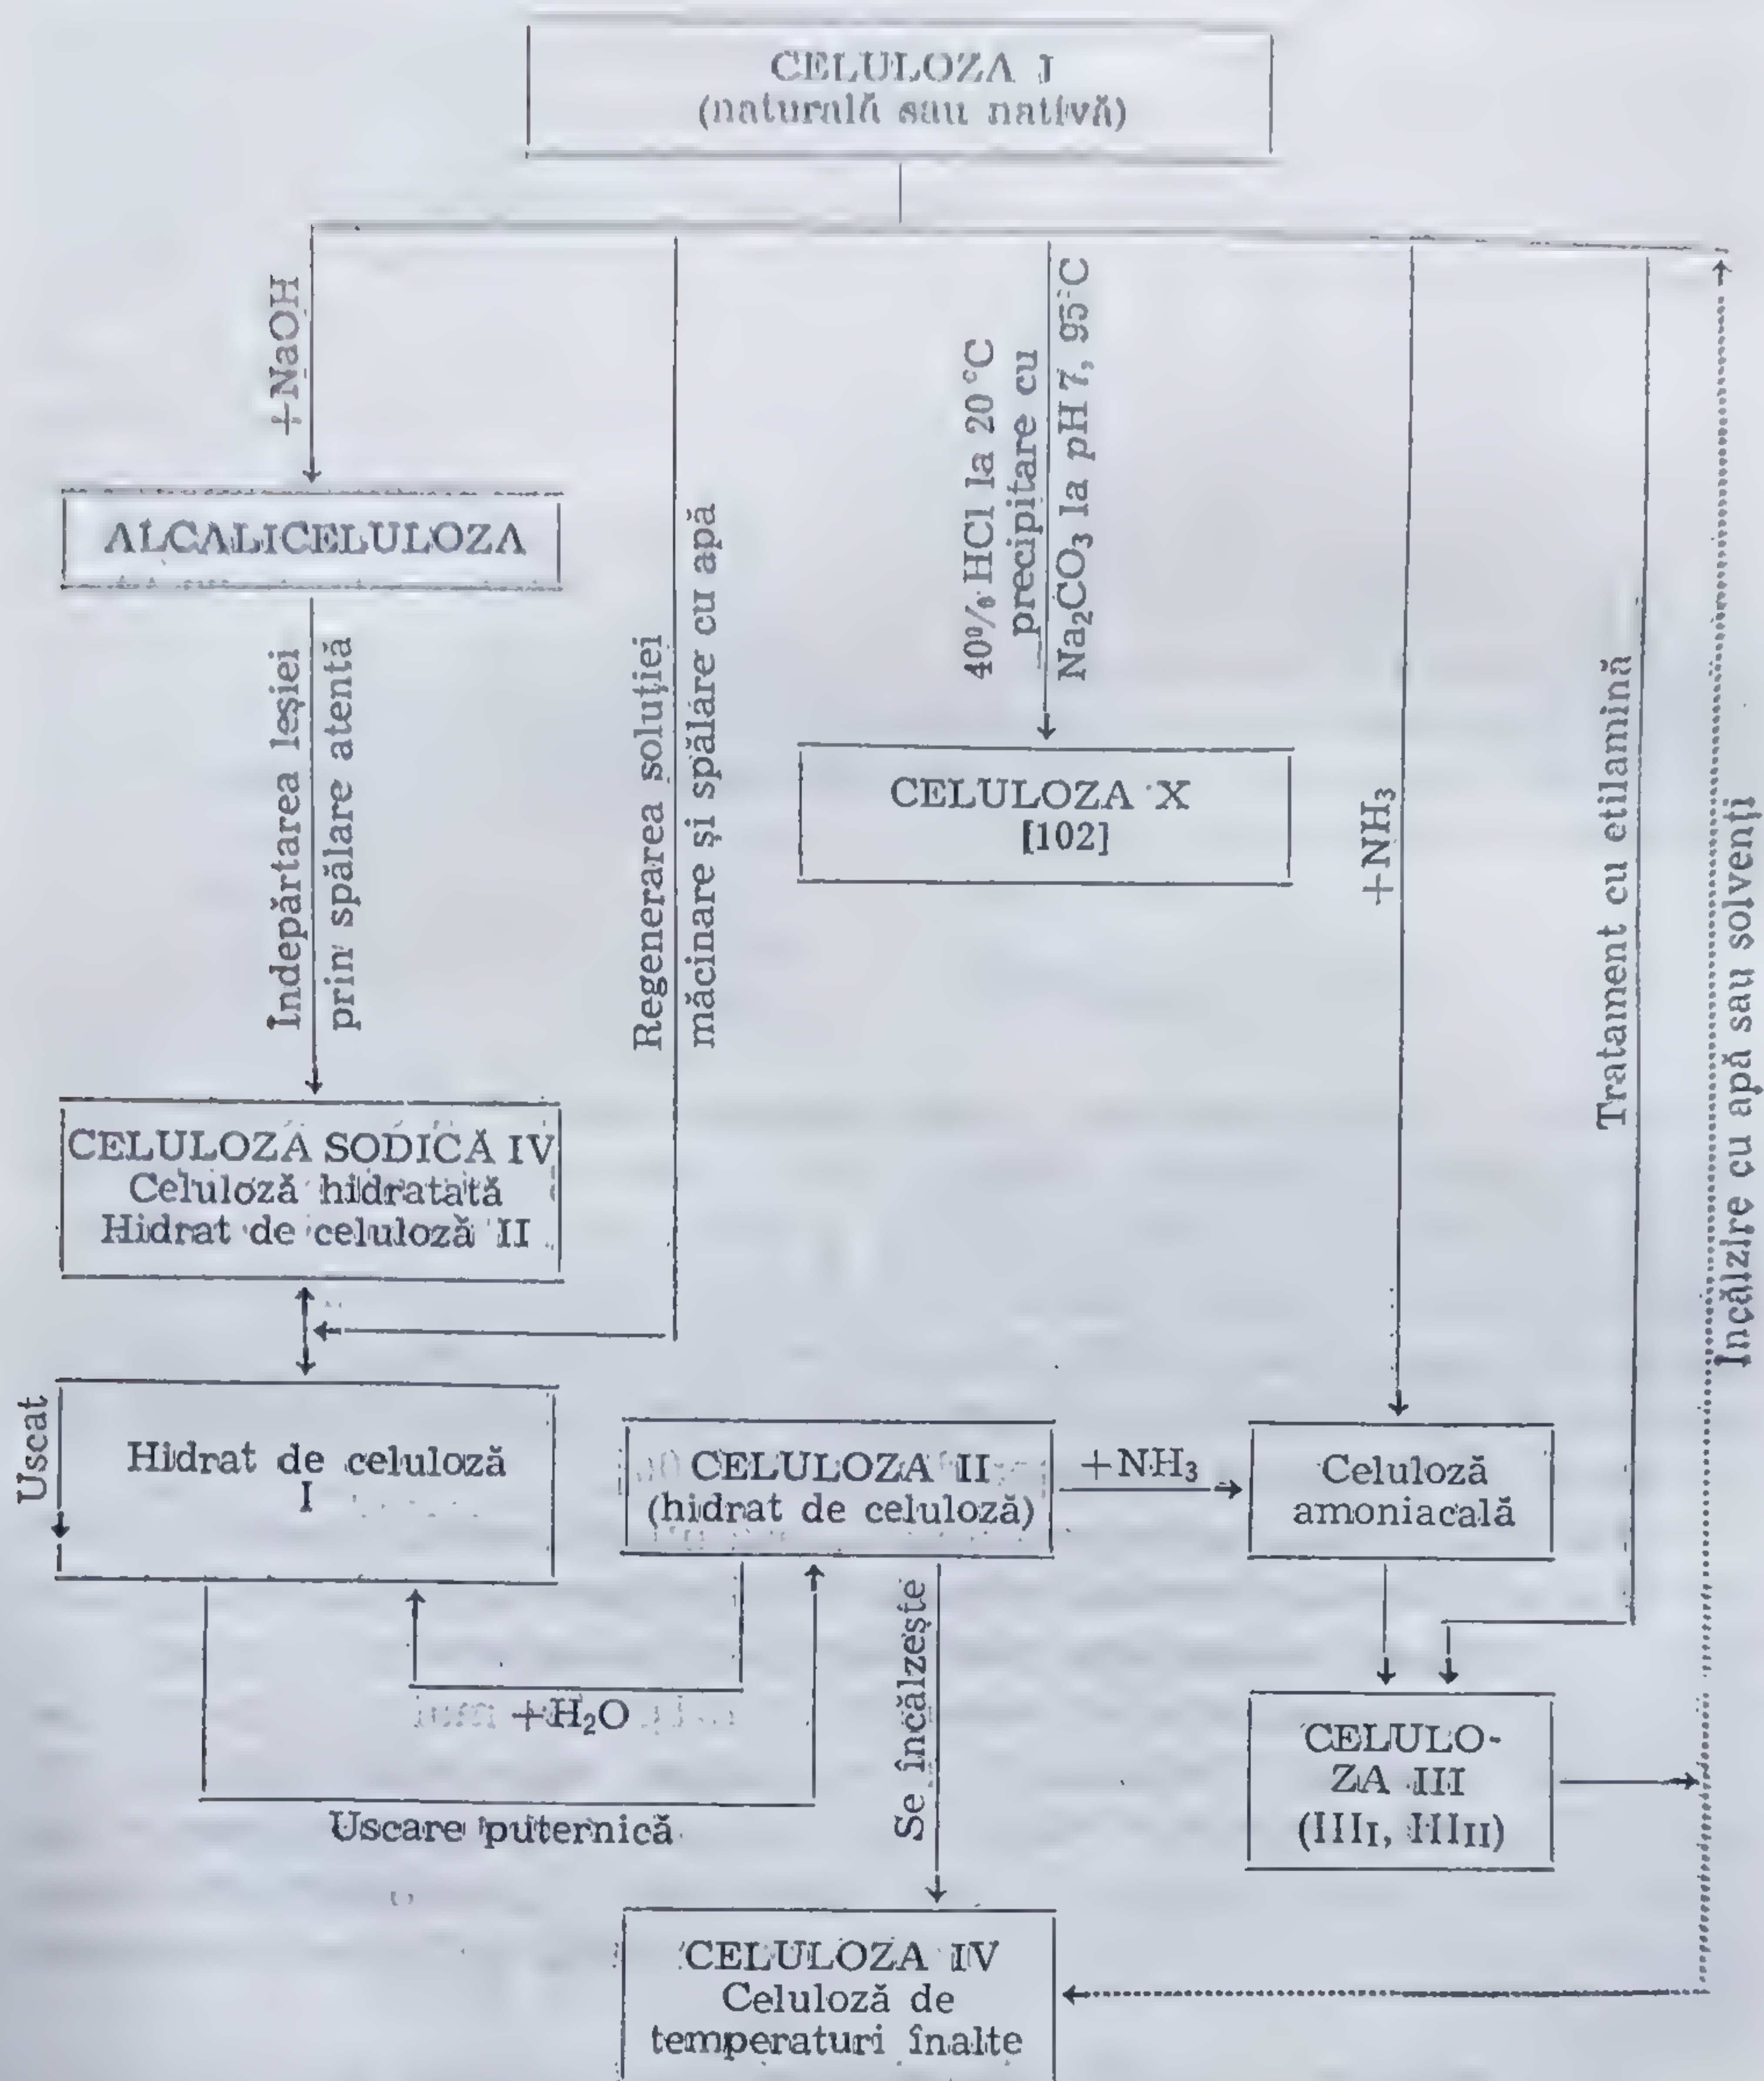 CELULOZA I
(naturală sau nativă)
+NaOH
40% HCl la 20°C
precipitare cu
Na₂CO₃ la pH 7, 95°C
ALCALICELULOZA
Îndepărtarea leșiei
prin spălare atentă
Regenerarea soluției
măcinare și spălare cu apă
CELULOZA X
[102]
+NH₃
Tratament cu etilamină
Încălzire cu apă sau solvenți
CELULOZĂ SODICĂ IV
Celuloză hidratată
Hidrat de celuloză II
Uscat
Hidrat de celuloză
I
CELULOZA II
(hidrat de celuloză)
+NH₃
Celuloză
amoniacală
+H₂O
Uscare puternică
Se încălzește
CELULO-
ZA III
(IIII, IIIII)
CELULOZA IV
Celuloză de
temperaturi înalte